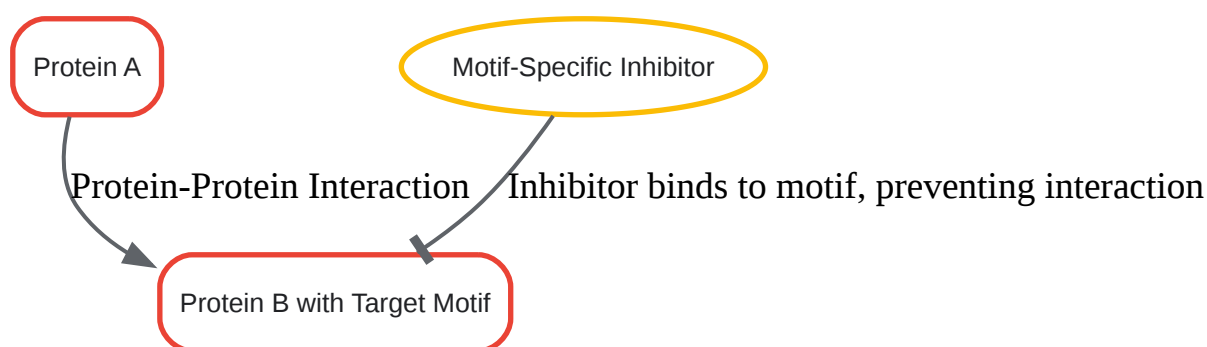 Protein A
Motif-Specific Inhibitor
Protein-Protein Interaction
Inhibitor binds to motif, preventing interaction
Protein B with Target Motif